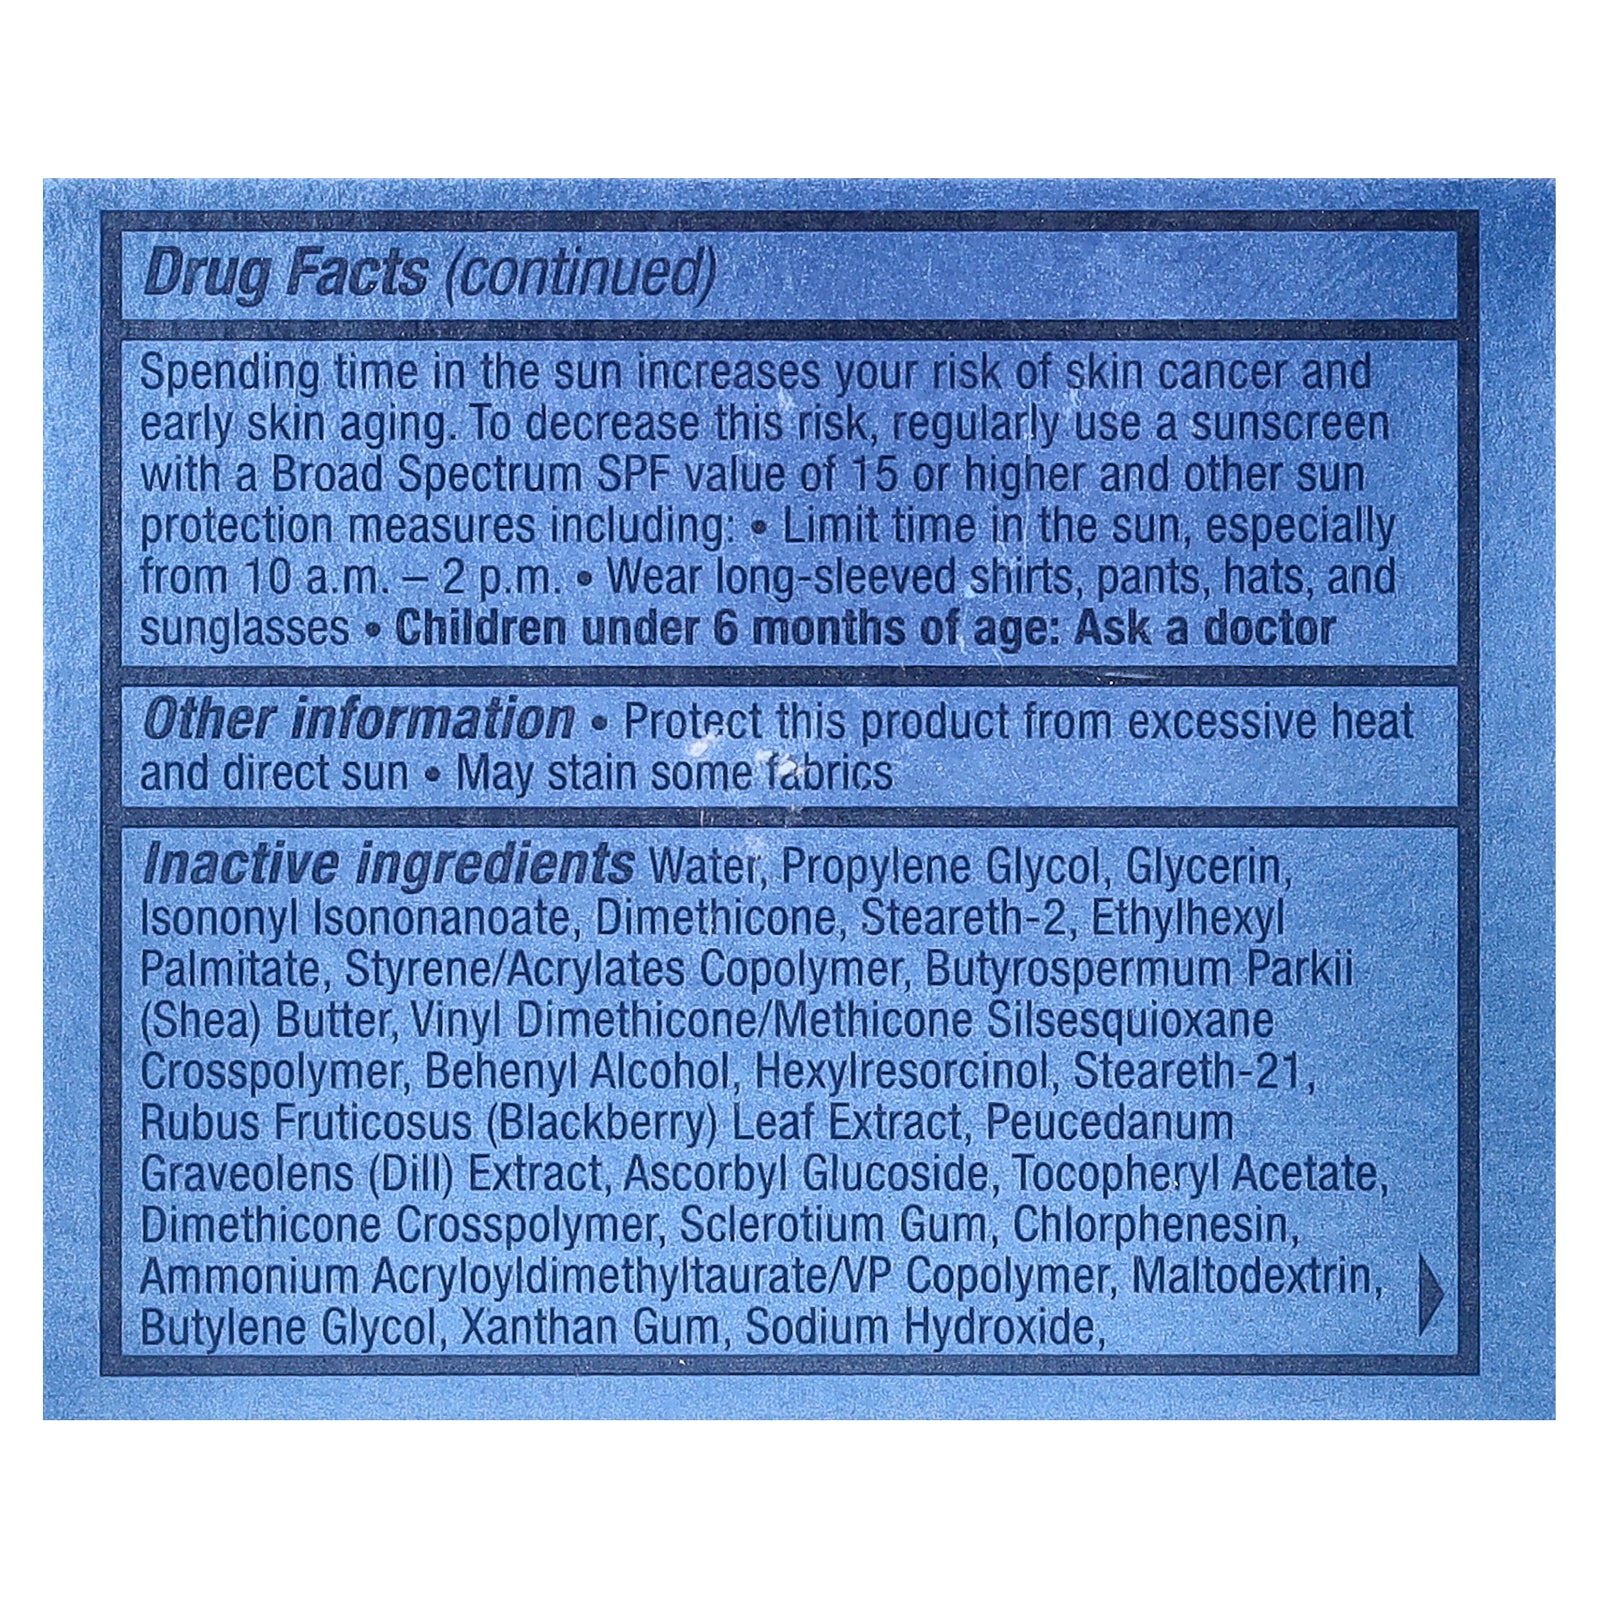 Drug Facts (continued)
Spending time in the sun increases your risk of skin cancer and
early skin aging. To decrease this risk, regularly use a sunscreen
with a Broad Spectrum SPF value of 15 or higher and other sun
protection measures including: • Limit time in the sun, especially
from 10 a.m. – 2 p.m. • Wear long-sleeved shirts, pants, hats, and
sunglasses • Children under 6 months of age: Ask a doctor
Other information • Protect this product from excessive heat
and direct sun • May stain some fabrics
Inactive ingredients Water, Propylene Glycol, Glycerin,
Isononyl Isononanoate, Dimethicone, Steareth-2, Ethylhexyl
Palmitate, Styrene/Acrylates Copolymer, Butyrospermum Parkii
(Shea) Butter, Vinyl Dimethicone/Methicone Silsesquioxane
Crosspolymer, Behenyl Alcohol, Hexylresorcinol, Steareth-21,
Rubus Fruticosus (Blackberry) Leaf Extract, Peucedanum
Graveolens (Dill) Extract, Ascorbyl Glucoside, Tocopheryl Acetate,
Dimethicone Crosspolymer, Sclerotium Gum, Chlorphenesin,
Ammonium Acryloyldimethyltaurate/VP Copolymer, Maltodextrin,
Butylene Glycol, Xanthan Gum, Sodium Hydroxide,